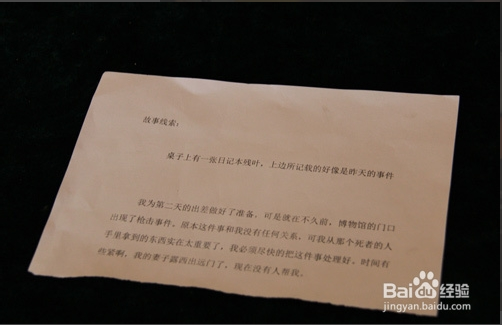 故事线索：
桌子上有一张日记本残叶，上边所记载的好像是昨天的事件
我为第二天的出差做好了准备，可是就在不久前，博物馆的门口
出现了枪击事件，原本这件事和我没有任何关系，可我从那个死者的人
手里拿到的东西实在太重要了，我必须尽快的把这件事处理好。时间有
些紧啊，我的妻子露西出远门了，现在没有人帮我。
Baidu经验
jingyan.baidu.com